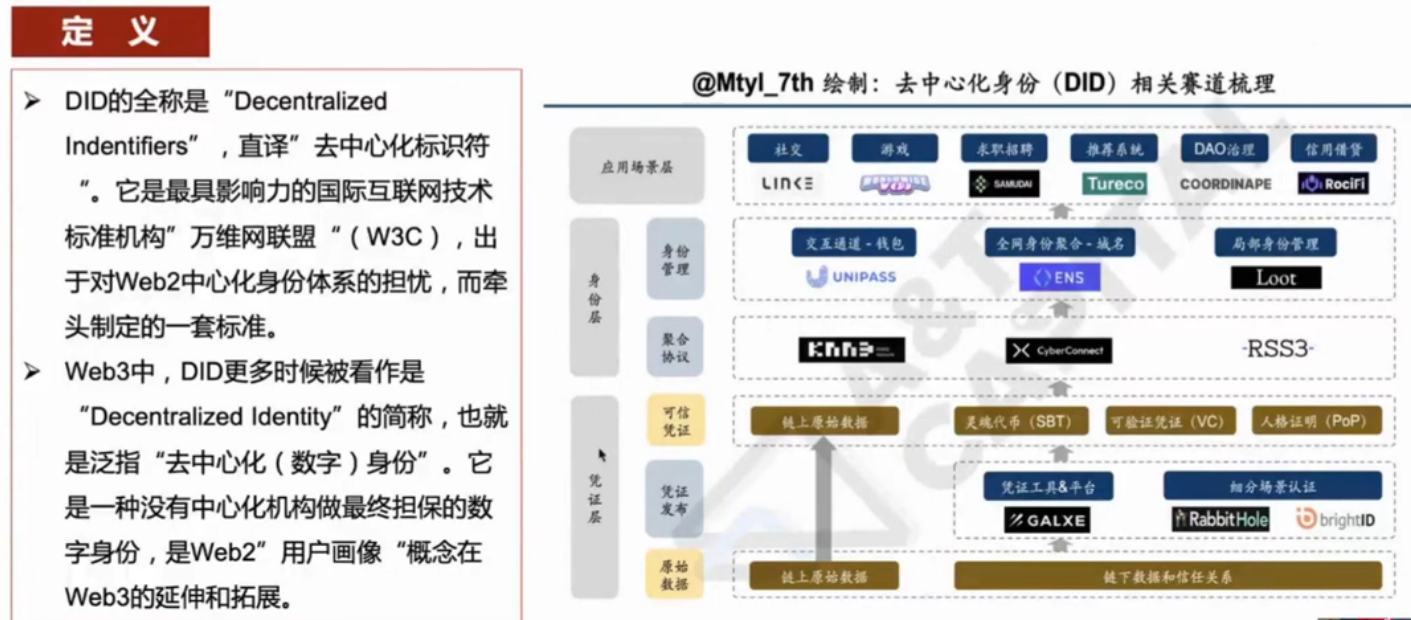 定 义
➢ DID的全称是“Decentralized
Indentifiers”，直译”去中心化标识符
“。它是最具影响力的国际互联网技术
标准机构”万维网联盟“（W3C），出
于对Web2中心化身份体系的担忧，而牵
头制定的一套标准。
➢ Web3中，DID更多时候被看作是
“Decentralized Identity”的简称，也就
是泛指“去中心化（数字）身份”。它
是一种没有中心化机构做最终担保的数
字身份，是Web2”用户画像“概念在
Web3的延伸和拓展。
@Mtyl_7th 绘制：去中心化身份（DID）相关赛道梳理
应用场景层
社交 游戏 求职招聘 推荐系统 DAO治理 信用借贷
LINK3 SAMUDAI Tureco COORDINAPE RociFi
身份层
身份
管理
交互通道 - 钱包 全网身份聚合 - 域名 局部身份管理
UNIPASS ENS Loot
聚合
协议
KNN3 CyberConnect -RSS3-
凭证层
可信
凭证
链上原始数据 灵魂代币（SBT） 可验证凭证（VC） 人格证明（PoP）
凭证
发布
凭证工具&平台 细分场景认证
GALXE RabbitHole brightID
原始
数据
链上原始数据 链下数据和信任关系
A&T
CAPITAL